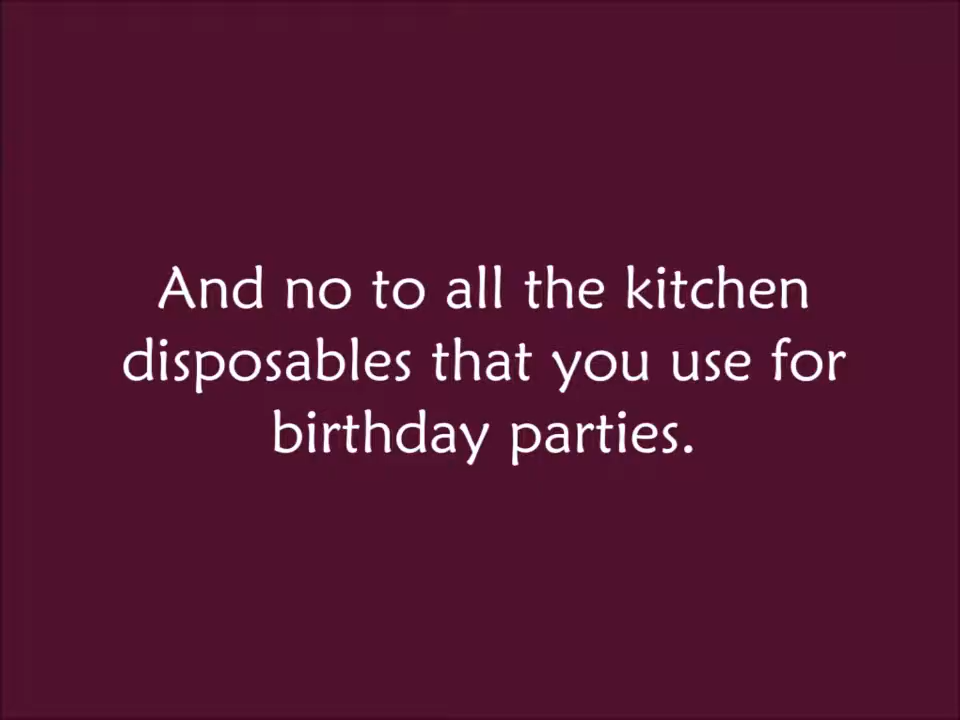 And no to all the kitchen
disposables that you use for
birthday parties.